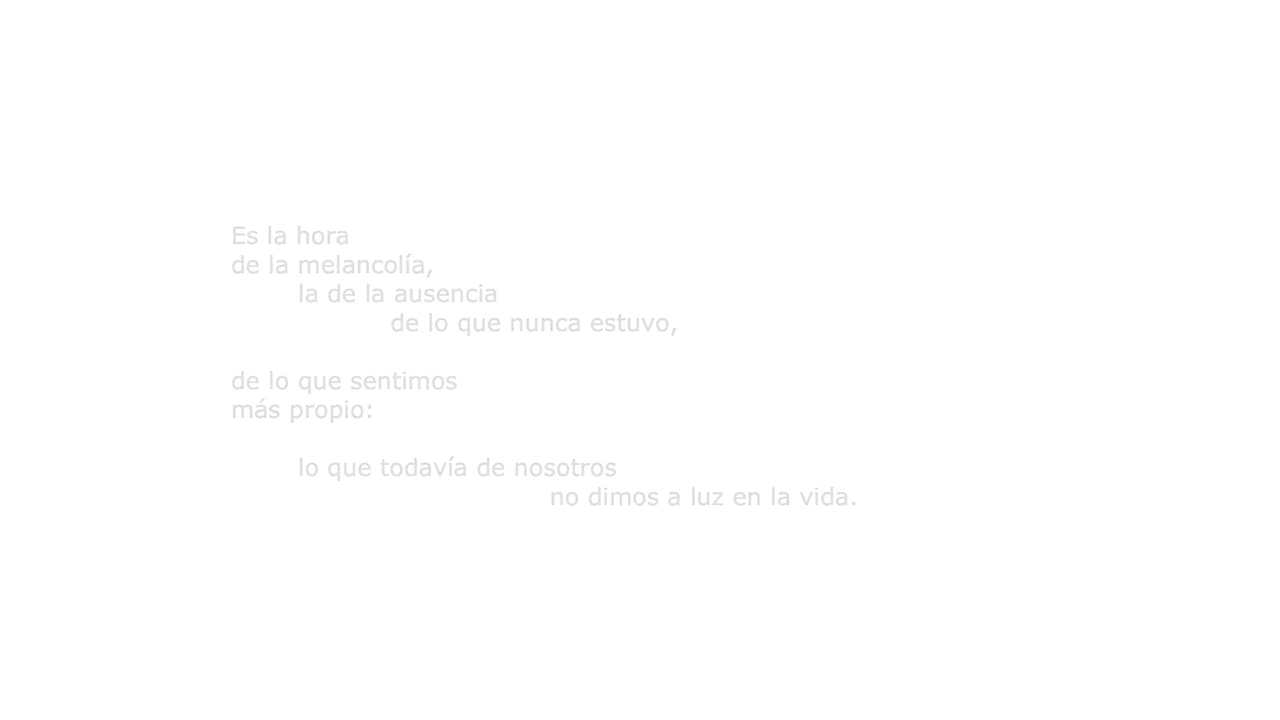 Es la hora
de la melancolía,
la de la ausencia
de lo que nunca estuvo,
de lo que sentimos
más propio:
lo que todavía de nosotros
no dimos a luz en la vida.